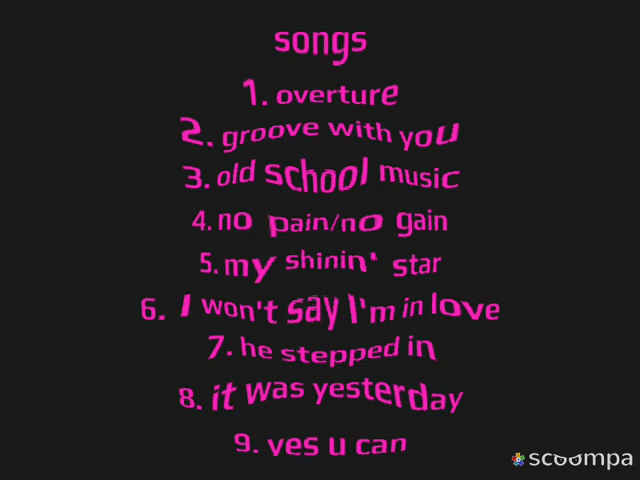 songs
1. overture
2. groove with you
3. old school music
4. no pain/no gain
5. my shinin' star
6. I won't say I'm in love
7. he stepped in
8. it was yesterday
9. yes u can
scoompa